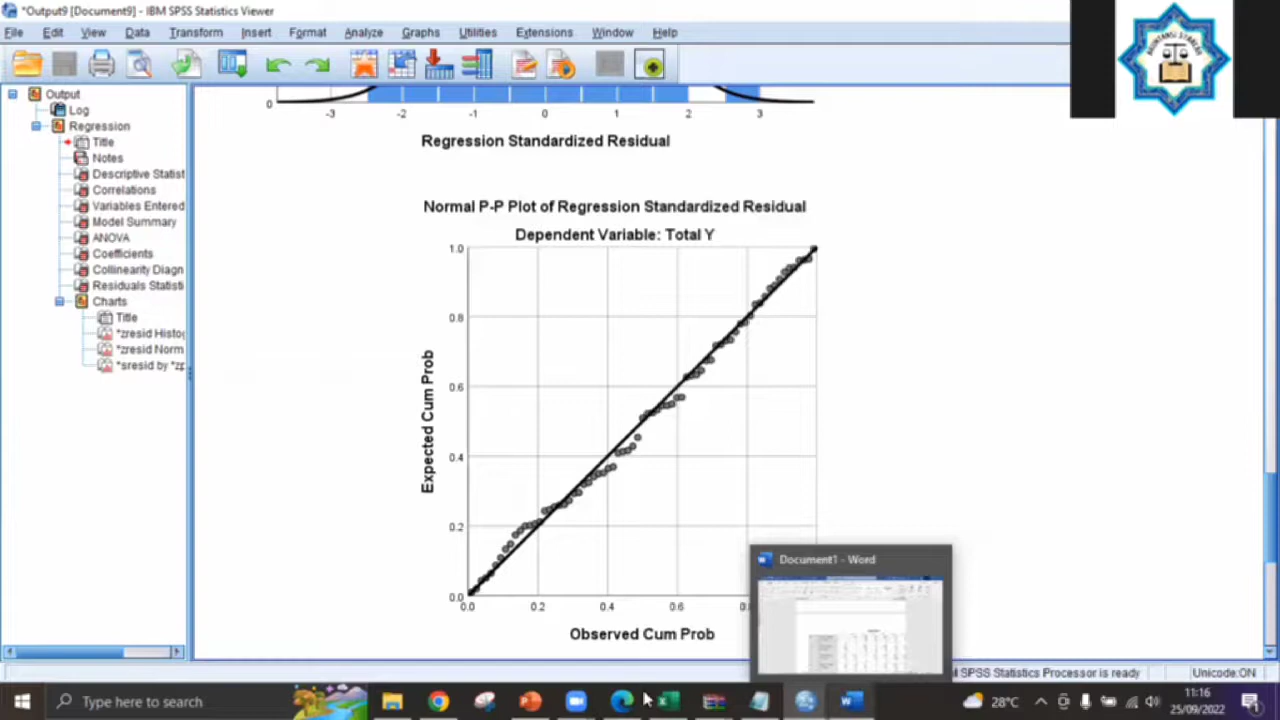 *Output9 [Document9] - IBM SPSS Statistics Viewer
File Edit View Data Transform Insert Format Analyze Graphs Utilities Extensions Window Help
AKUNTANSI SYARIAH
Output
Log
Regression
Title
Notes
Descriptive Statist
Correlations
Variables Entered
Model Summary
ANOVA
Coefficients
Collinearity Diagn
Residuals Statisti
Charts
Title
*zresid Histog
*zresid Norm
*sresid by *zp
0
-3 -2 -1 0 1 2 3
Regression Standardized Residual
Normal P-P Plot of Regression Standardized Residual
Dependent Variable: Total Y
1.0
0.8
0.6
0.4
0.2
0.0
Expected Cum Prob
0.0 0.2 0.4 0.6
Observed Cum Prob
Document1 - Word
SPSS Statistics Processor is ready
Unicode:ON
Type here to search
28°C
11:16
25/09/2022